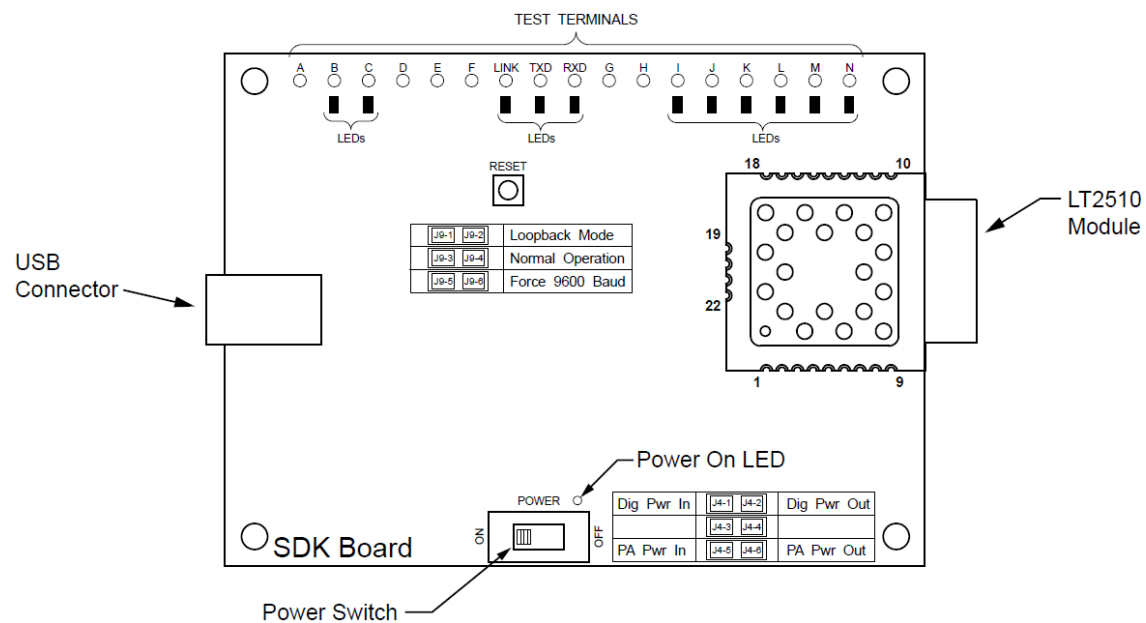 TEST TERMINALS
A B C D E F LINK TXD RXD G H I J K L M N
LEDs LEDs LEDs
RESET
18 10
LT2510
Module
19
J9-1 J9-2 Loopback Mode
J9-3 J9-4 Normal Operation
J9-5 J9-6 Force 9600 Baud
USB
Connector
22
1 9
Power On LED
POWER
Dig Pwr In J4-1 J4-2 Dig Pwr Out
J4-3 J4-4
PA Pwr In J4-5 J4-6 PA Pwr Out
ON OFF
SDK Board
Power Switch